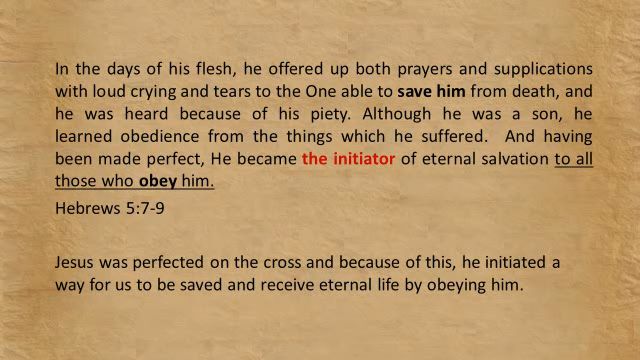 In the days of his flesh, he offered up both prayers and supplications
with loud crying and tears to the One able to save him from death, and
he was heard because of his piety. Although he was a son, he
learned obedience from the things which he suffered. And having
been made perfect, He became the initiator of eternal salvation to all
those who obey him.
Hebrews 5:7-9
Jesus was perfected on the cross and because of this, he initiated a
way for us to be saved and receive eternal life by obeying him.